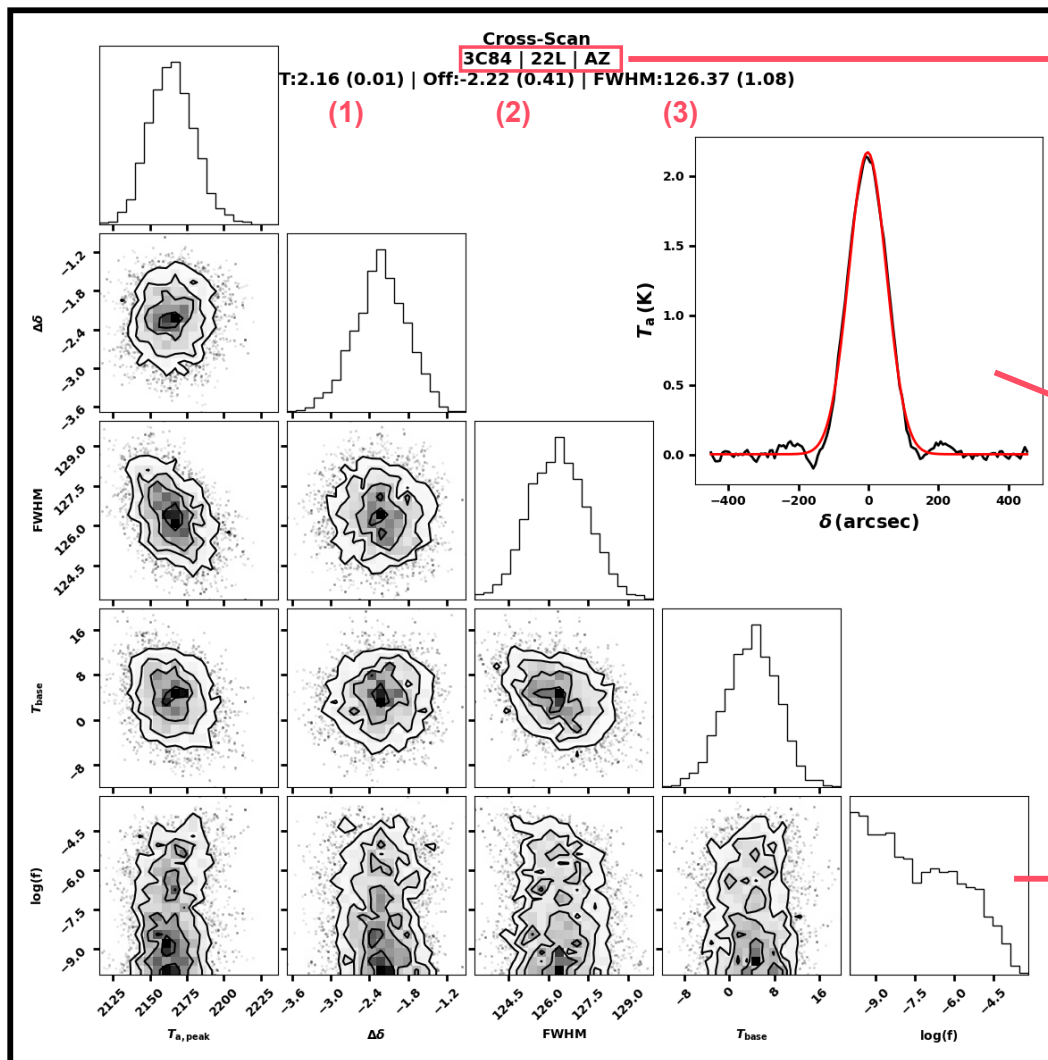 Cross-Scan
3C84 | 22L | AZ
T:2.16 (0.01) | Off:-2.22 (0.41) | FWHM:126.37 (1.08)
(1) (2) (3)
2.0
1.5
1.0
0.5
0.0
Ta (K)
−400 −200 0 200 400
δ (arcsec)
Δδ
−1.2
−1.8
−2.4
−3.0
−3.6
FWHM
129.0
127.5
126.0
124.5
Tbase
16
8
0
−8
log(f)
−4.5
−6.0
−7.5
−9.0
2125 2150 2175 2200 2225
Ta,peak
−3.6 −3.0 −2.4 −1.8 −1.2
Δδ
124.5 126.0 127.5 129.0
FWHM
−8 0 8 16
Tbase
−9.0 −7.5 −6.0 −4.5
log(f)